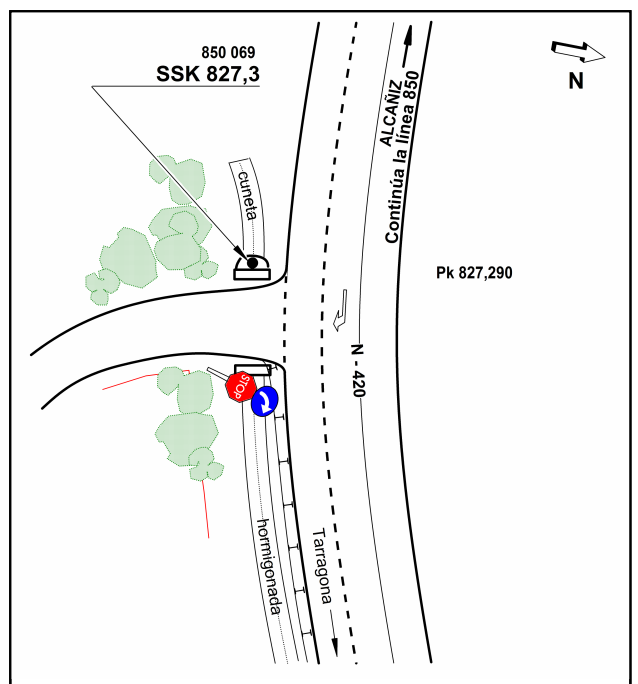 850 069
SSK 827,3
N
ALCAÑIZ
Continúa la línea 850
cuneta
Pk 827,290
N - 420
STOP
hormigonada
Tarragona